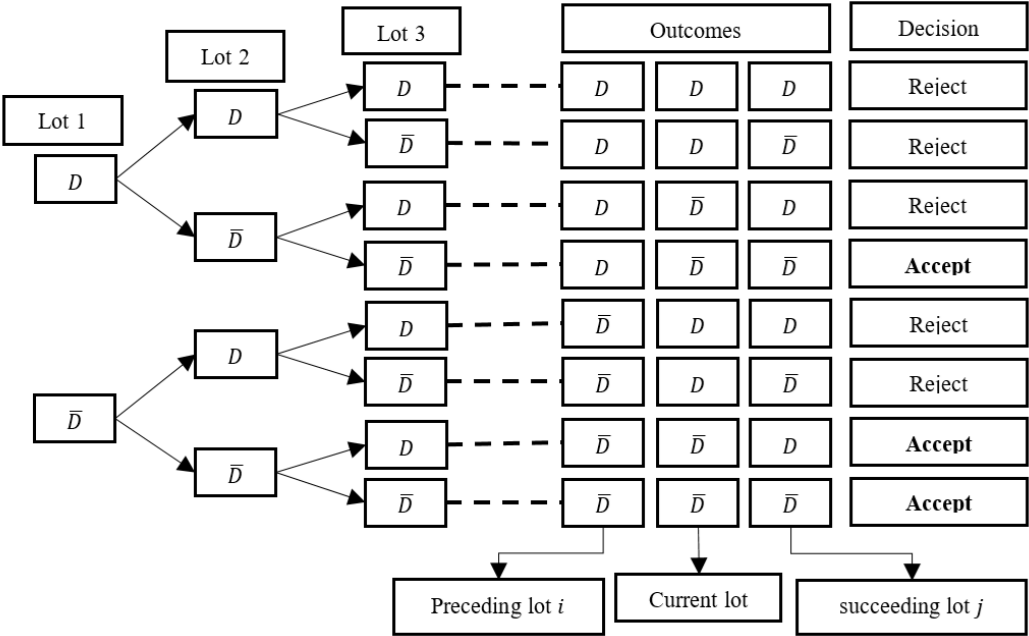 Lot 1
Lot 2
Lot 3
Outcomes
Decision
D
D
D
D D D
Reject
D̅
D D D̅
Reject
D̅
D
D D̅ D
Reject
D̅
D D̅ D̅
Accept
D̅
D
D
D̅ D D
Reject
D̅
D̅ D D̅
Reject
D̅
D
D̅ D̅ D
Accept
D̅
D̅ D̅ D̅
Accept
Preceding lot i
Current lot
succeeding lot j